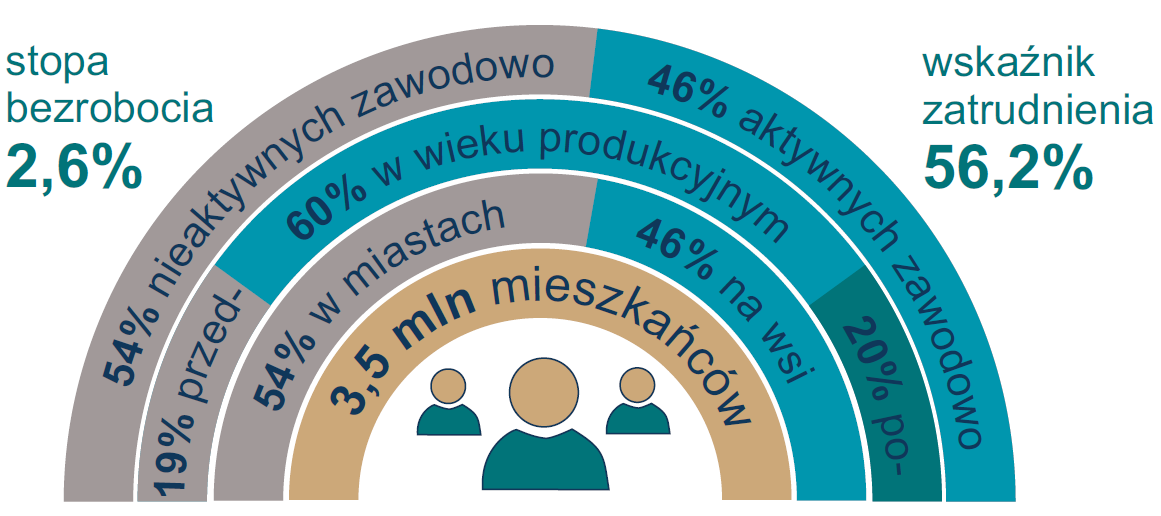 stopa
bezrobocia
2,6%
wskaźnik
zatrudnienia
56,2%
54% nieaktywnych zawodowo
46% aktywnych zawodowo
19% przed-
60% w wieku produkcyjnym
20% po-
54% w miastach
46% na wsi
3,5 mln mieszkańców